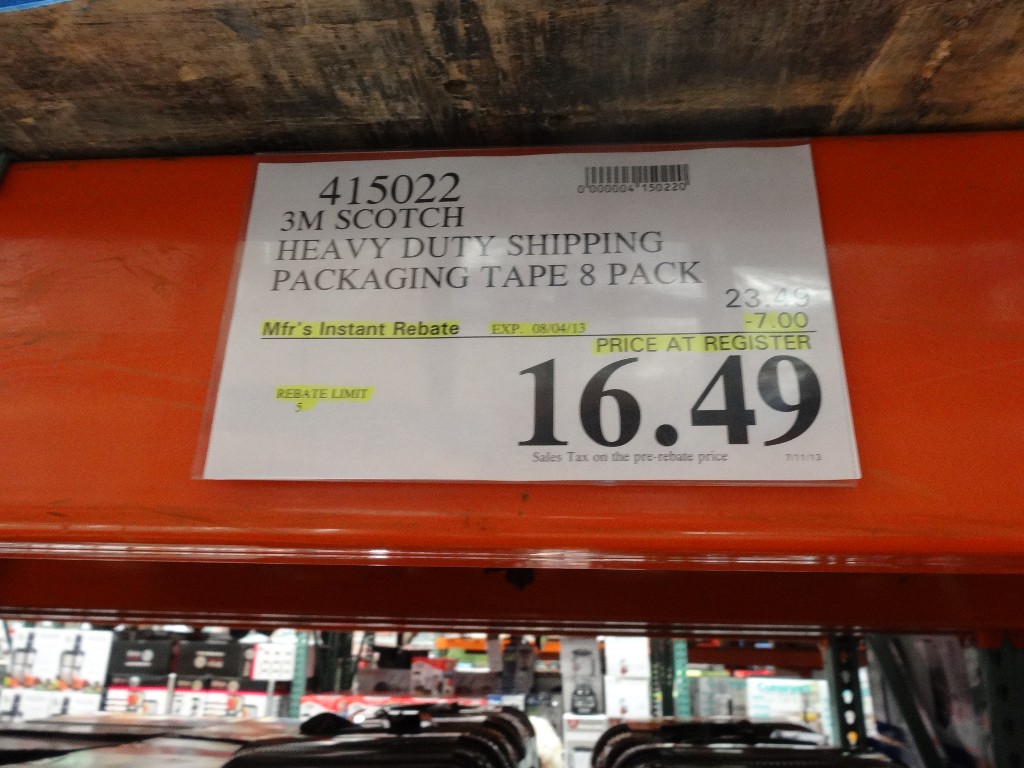 415022
0 000004 150220
3M SCOTCH
HEAVY DUTY SHIPPING
PACKAGING TAPE 8 PACK
23.49
-7.00
Mfr's Instant Rebate EXP. 08/04/13
PRICE AT REGISTER
REBATE LIMIT
5
16.49
Sales Tax on the pre-rebate price 7/11/13